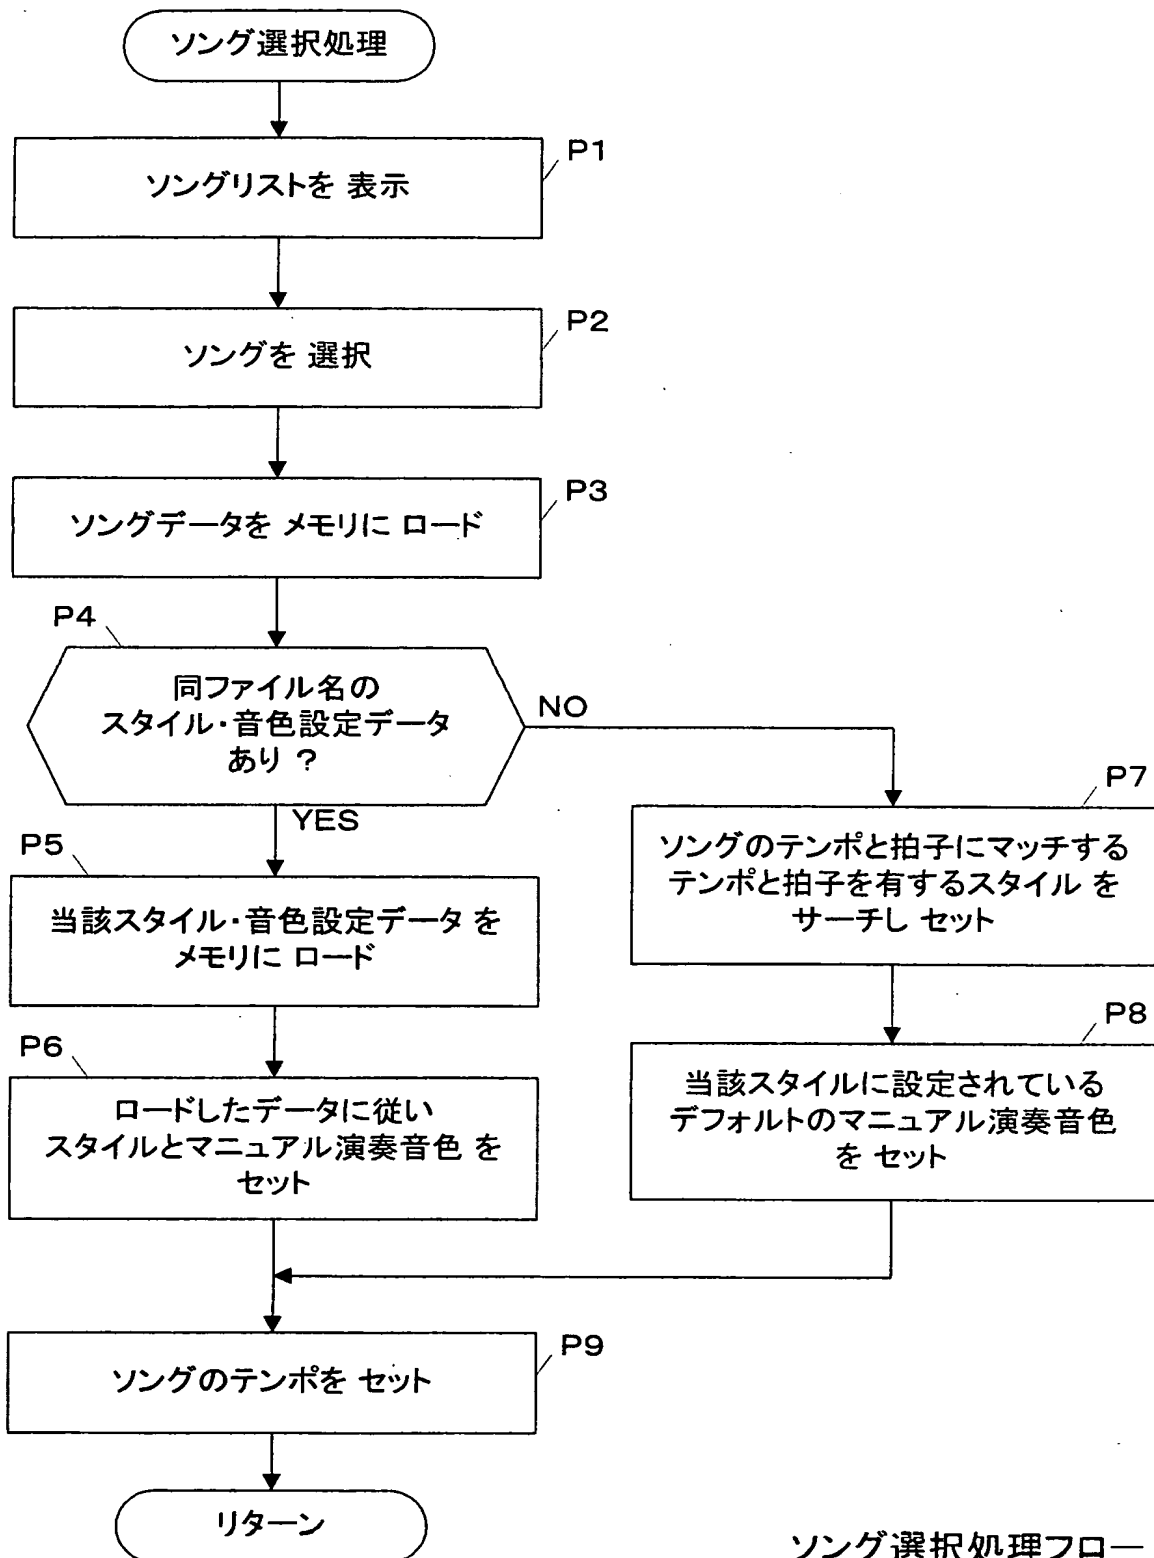 ソング選択処理
P1
ソングリストを 表示
P2
ソングを 選択
P3
ソングデータを メモリに ロード
P4
同ファイル名の
スタイル・音色設定データ
あり ?
NO
YES
P5
当該スタイル・音色設定データ を
メモリに ロード
P6
ロードしたデータに従い
スタイルとマニュアル演奏音色 を
セット
P7
ソングのテンポと拍子にマッチする
テンポと拍子を有するスタイル を
サーチし セット
P8
当該スタイルに設定されている
デフォルトのマニュアル演奏音色
を セット
P9
ソングのテンポを セット
リターン
ソング選択処理フロー